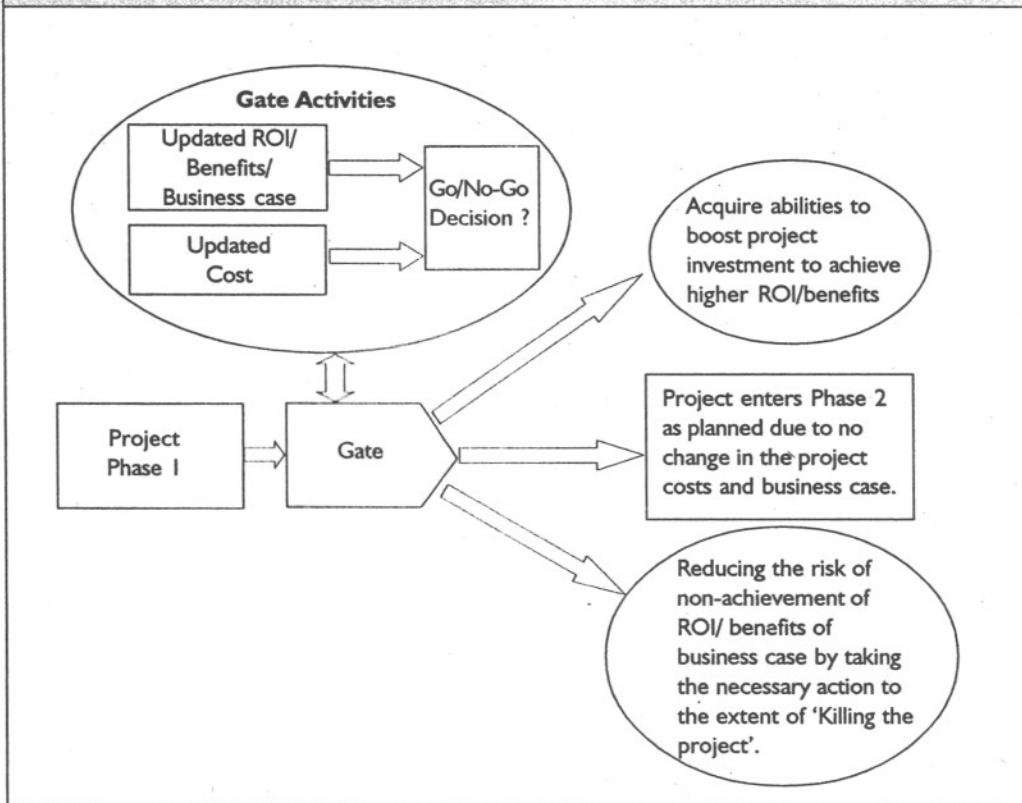 Gate Activities
Updated ROI/
Benefits/
Business case
Updated
Cost
Go/No-Go
Decision ?
Project
Phase 1
Gate
Acquire abilities to
boost project
investment to achieve
higher ROI/benefits
Project enters Phase 2
as planned due to no
change in the project
costs and business case.
Reducing the risk of
non-achievement of
ROI/ benefits of
business case by taking
the necessary action to
the extent of ‘Killing the
project’.